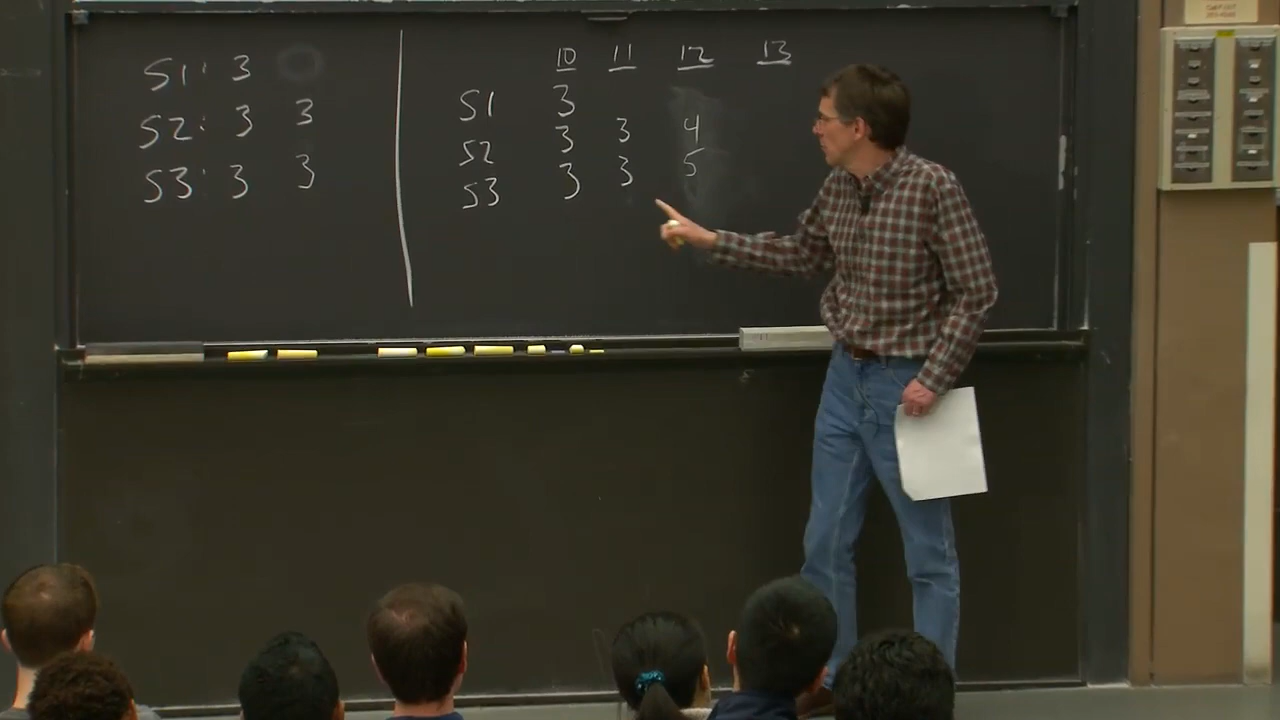 S1: 3
S2: 3 3
S3: 3 3
10 11 12 13
S1 3
S2 3 3 4
S3 3 3 5